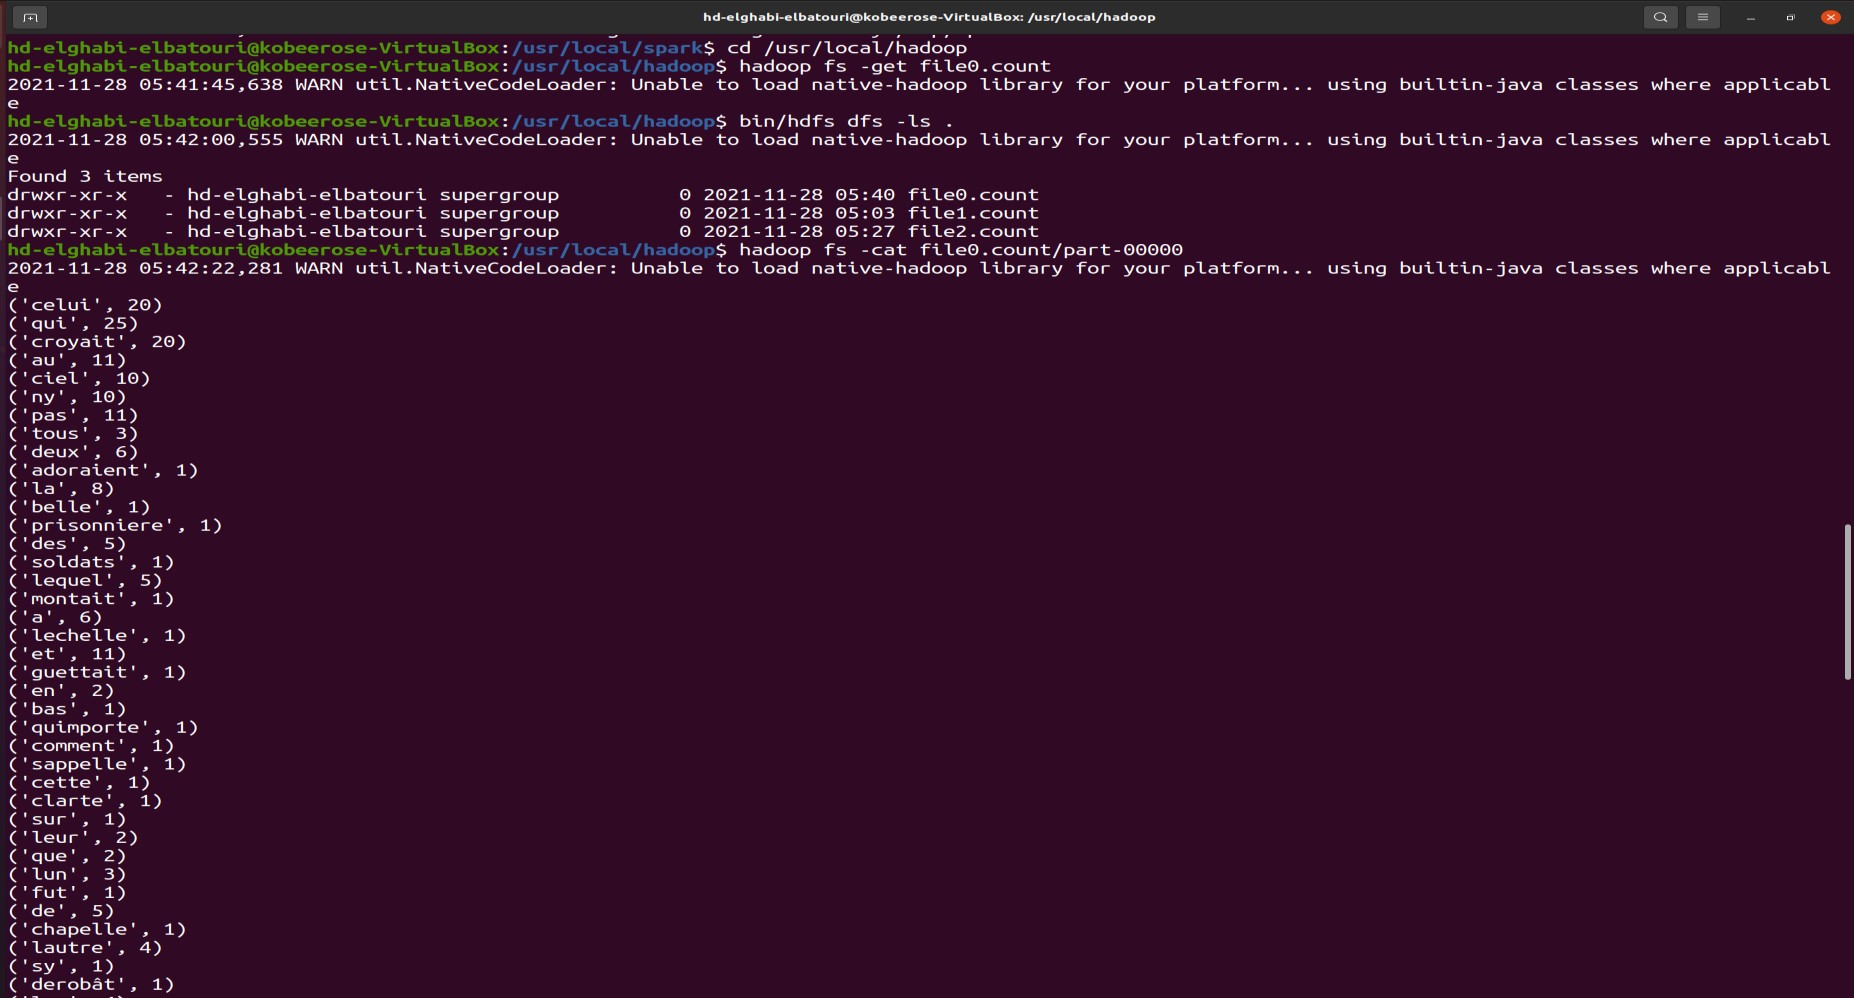 hd-elghabi-elbatouri@kobeerose-VirtualBox: /usr/local/hadoop
hd-elghabi-elbatouri@kobeerose-VirtualBox:/usr/local/spark$ cd /usr/local/hadoop
hd-elghabi-elbatouri@kobeerose-VirtualBox:/usr/local/hadoop$ hadoop fs -get file0.count
2021-11-28 05:41:45,638 WARN util.NativeCodeLoader: Unable to load native-hadoop library for your platform... using builtin-java classes where applicabl
e
hd-elghabi-elbatouri@kobeerose-VirtualBox:/usr/local/hadoop$ bin/hdfs dfs -ls .
2021-11-28 05:42:00,555 WARN util.NativeCodeLoader: Unable to load native-hadoop library for your platform... using builtin-java classes where applicabl
e
Found 3 items
drwxr-xr-x   - hd-elghabi-elbatouri supergroup          0 2021-11-28 05:40 file0.count
drwxr-xr-x   - hd-elghabi-elbatouri supergroup          0 2021-11-28 05:03 file1.count
drwxr-xr-x   - hd-elghabi-elbatouri supergroup          0 2021-11-28 05:27 file2.count
hd-elghabi-elbatouri@kobeerose-VirtualBox:/usr/local/hadoop$ hadoop fs -cat file0.count/part-00000
2021-11-28 05:42:22,281 WARN util.NativeCodeLoader: Unable to load native-hadoop library for your platform... using builtin-java classes where applicabl
e
('celui', 20)
('qui', 25)
('croyait', 20)
('au', 11)
('ciel', 10)
('ny', 10)
('pas', 11)
('tous', 3)
('deux', 6)
('adoraient', 1)
('la', 8)
('belle', 1)
('prisonniere', 1)
('des', 5)
('soldats', 1)
('lequel', 5)
('montait', 1)
('a', 6)
('lechelle', 1)
('et', 11)
('guettait', 1)
('en', 2)
('bas', 1)
('quimporte', 1)
('comment', 1)
('sappelle', 1)
('cette', 1)
('clarte', 1)
('sur', 1)
('leur', 2)
('que', 2)
('lun', 3)
('fut', 1)
('de', 5)
('chapelle', 1)
('lautre', 4)
('sy', 1)
('derobât', 1)